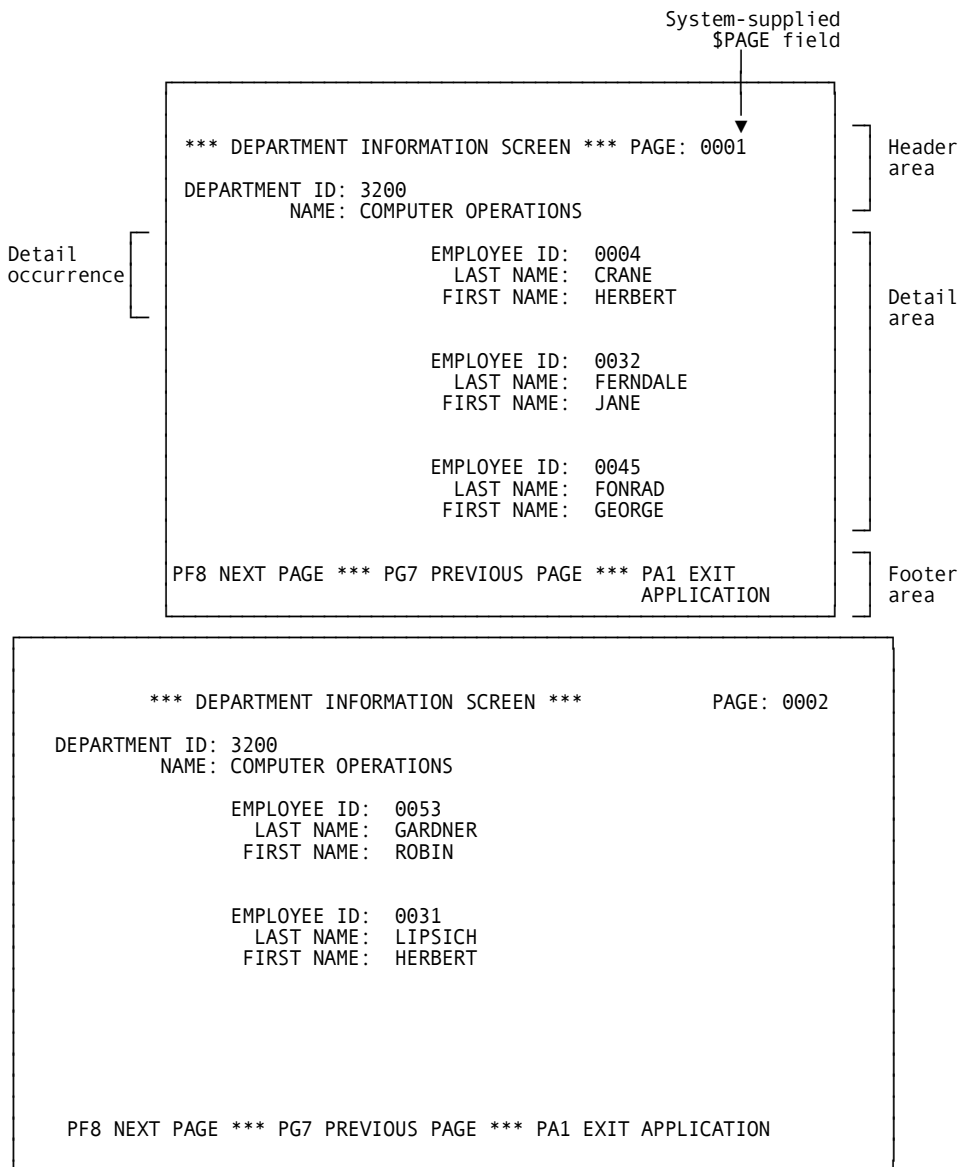 System-supplied
$PAGE field
*** DEPARTMENT INFORMATION SCREEN *** PAGE: 0001
Header
area
DEPARTMENT ID: 3200
NAME: COMPUTER OPERATIONS
Detail
occurrence
EMPLOYEE ID: 0004
LAST NAME: CRANE
FIRST NAME: HERBERT
Detail
area
EMPLOYEE ID: 0032
LAST NAME: FERNDALE
FIRST NAME: JANE
EMPLOYEE ID: 0045
LAST NAME: FONRAD
FIRST NAME: GEORGE
PF8 NEXT PAGE *** PG7 PREVIOUS PAGE *** PA1 EXIT
APPLICATION
Footer
area
*** DEPARTMENT INFORMATION SCREEN *** PAGE: 0002
DEPARTMENT ID: 3200
NAME: COMPUTER OPERATIONS
EMPLOYEE ID: 0053
LAST NAME: GARDNER
FIRST NAME: ROBIN
EMPLOYEE ID: 0031
LAST NAME: LIPSICH
FIRST NAME: HERBERT
PF8 NEXT PAGE *** PG7 PREVIOUS PAGE *** PA1 EXIT APPLICATION